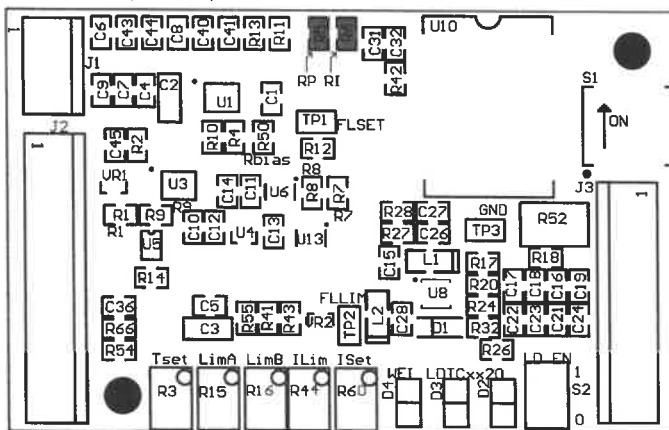 C6 C43 C44 C8 C40 C41 R13 R11
RP RI
C31 C32
R42
U10
1
J1
C9 C7 C4 C2
U1
C1
TP1
FLSET
S1
ON
J2
1
C45 R2
R10 R4 R50
Rbias
R12
R8
VR1
U3
C14 C11
U6
R8 R7
R7
J3
1
R1 R9
R1
R9
U5
C10 C12
U4
C13
U13
R28 C27
R27 C26
GND
TP3
R52
R14
C15
L1
R17
R18
R20
U8
C17 C18 C16 C19
C36
C5
R55 R41 R43
FLLIM
VR2
TP2
L2
C28
D1
R24
R32
C22 C23 C21 C24
R66
C3
R54
R26
Tset LimA LimB ILim ISet
WEI LDTCxx20
LD EN
R3 R15 R16 R44 R60
D4 D3 D2
1
S2
0